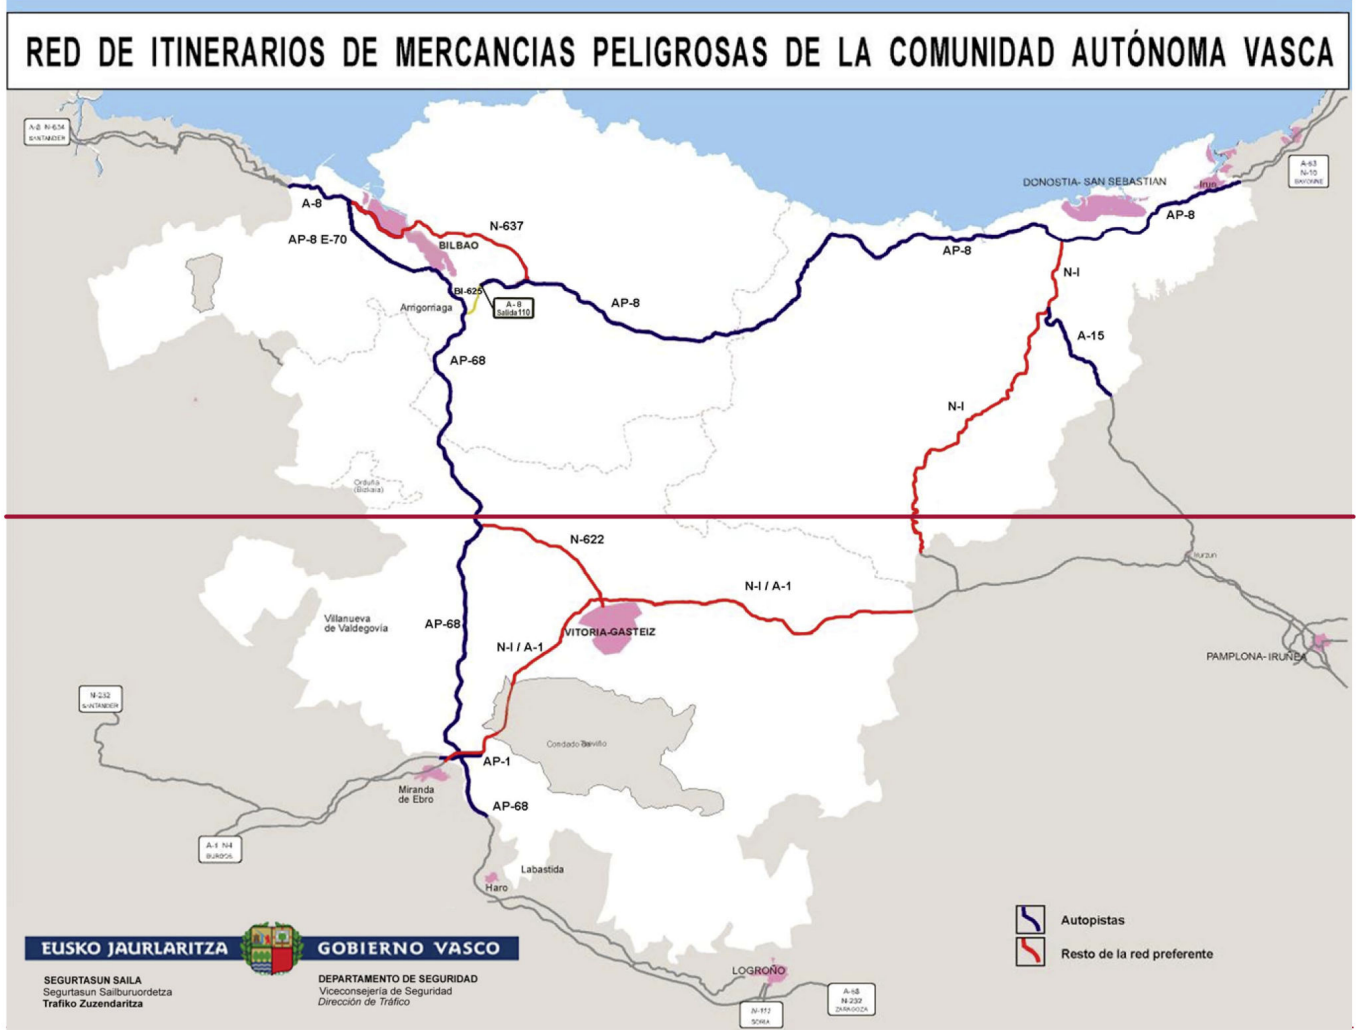 RED DE ITINERARIOS DE MERCANCIAS PELIGROSAS DE LA COMUNIDAD AUTÓNOMA VASCA
A-8 N-634
SANTANDER
A-63
N-10
BAYONNE
DONOSTIA- SAN SEBASTIAN
Irun
A-8
AP-8
AP-8 E-70
N-637
BILBAO
AP-8
N-I
BI-625
A- 8
Salida 110
Arrigorriaga
AP-8
A-15
AP-68
N-I
Orduña
(Bizkaia)
N-622
Irurzun
N-I / A-1
Villanueva
de Valdegovía
AP-68
VITORIA-GASTEIZ
N-I / A-1
PAMPLONA- IRUÑEA
N-232
SANTANDER
Condado de Treviño
AP-1
Miranda
de Ebro
AP-68
A-1 N-I
BURGOS
Labastida
Haro
Autopistas
Resto de la red preferente
EUSKO JAURLARITZA
GOBIERNO VASCO
SEGURTASUN SAILA
Segurtasun Sailburuordetza
Trafiko Zuzendaritza
DEPARTAMENTO DE SEGURIDAD
Viceconsejería de Seguridad
Dirección de Tráfico
LOGROÑO
A-68
N-232
ZARAGOZA
N-111
SORIA